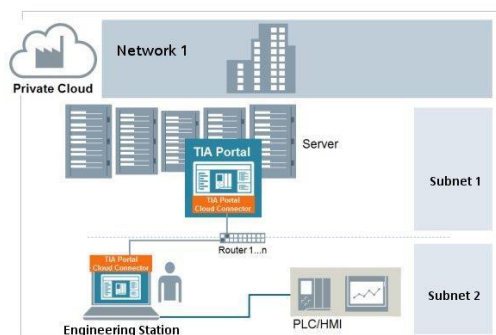 Network 1
Private Cloud
Server
TIA Portal
TIA Portal
Cloud Connector
Subnet 1
Router 1...n
TIA Portal
Cloud Connector
Subnet 2
PLC/HMI
Engineering Station